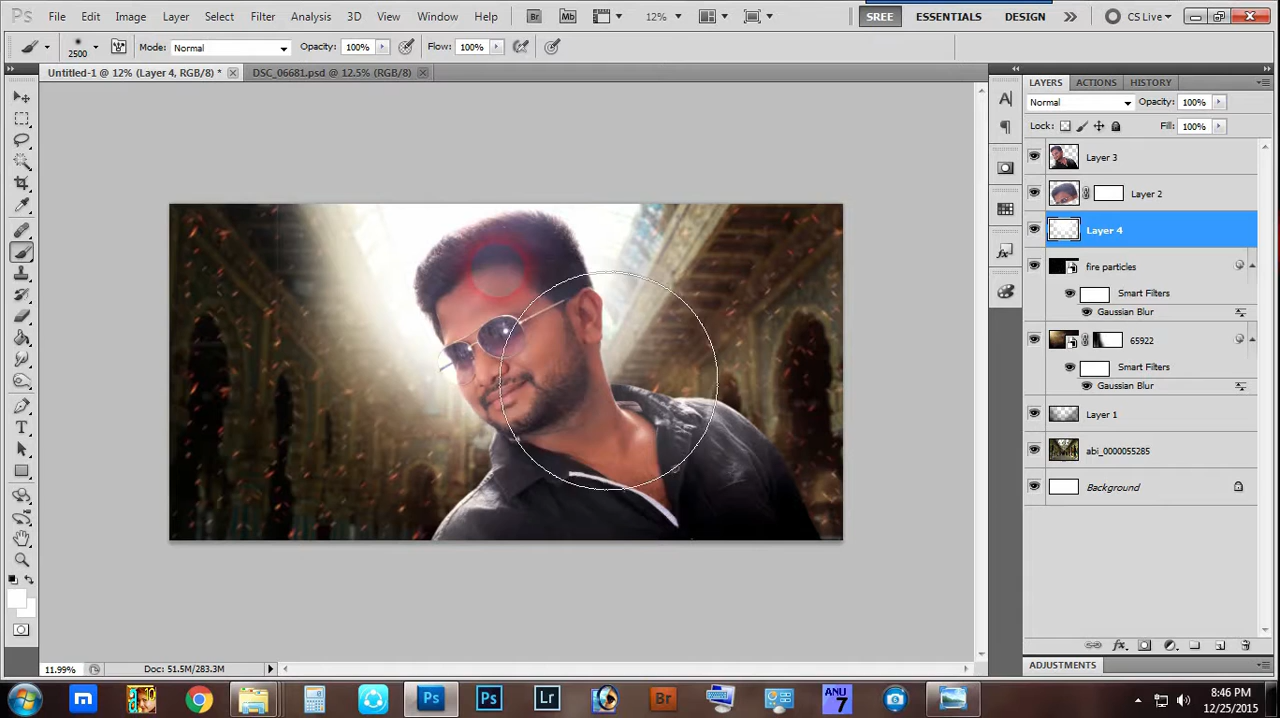 Ps File Edit Image Layer Select Filter Analysis 3D View Window Help Br Mb 12% SREE ESSENTIALS DESIGN CS Live
2500 Mode: Normal Opacity: 100% Flow: 100%
Untitled-1 @ 12% (Layer 4, RGB/8) * DSC_06681.psd @ 12.5% (RGB/8)
LAYERS ACTIONS HISTORY
Normal Opacity: 100%
Lock: Fill: 100%
Layer 3
Layer 2
Layer 4
fire particles
Smart Filters
Gaussian Blur
65922
Smart Filters
Gaussian Blur
Layer 1
abi_0000055285
Background
fx
ADJUSTMENTS
11.99% Doc: 51.5M/283.3M
m Ps Ps Lr Br ANU 7
8:46 PM
12/25/2015